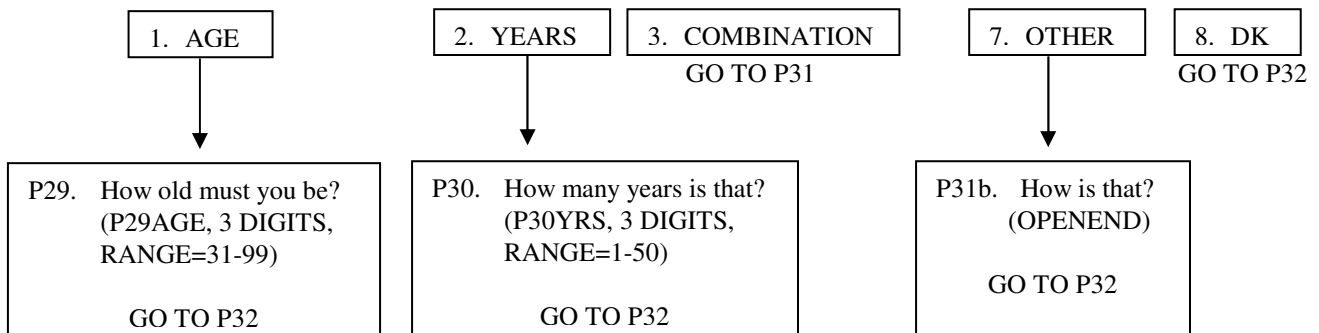 1. AGE
2. YEARS
3. COMBINATION
7. OTHER
8. DK
GO TO P31
GO TO P32
P29. How old must you be?
(P29AGE, 3 DIGITS,
RANGE=31-99)
GO TO P32
P30. How many years is that?
(P30YRS, 3 DIGITS,
RANGE=1-50)
GO TO P32
P31b. How is that?
(OPENEND)
GO TO P32